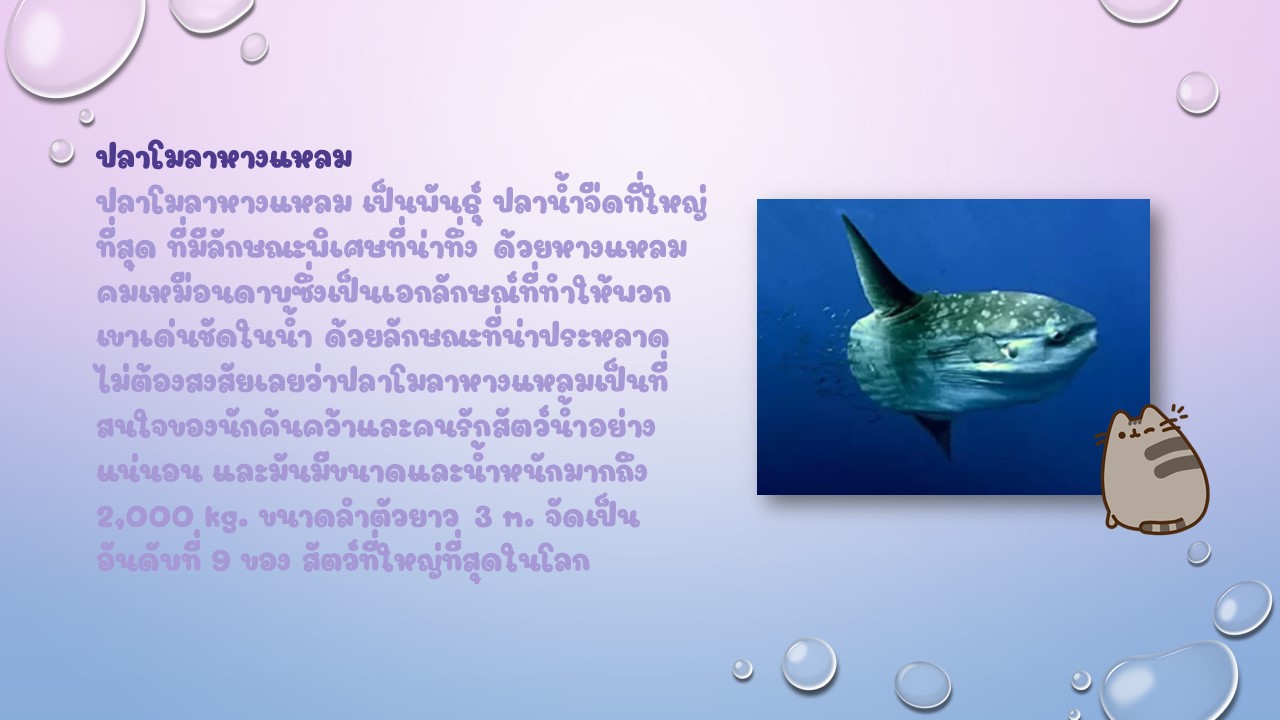 ปลาโมลาหางแหลม
ปลาโมลาหางแหลม เป็นพันธุ์ ปลาน้ำจืดที่ใหญ่
ที่สุด ที่มีลักษณะพิเศษที่น่าทึ่ง ด้วยหางแหลม
คมเหมือนดาบซึ่งเป็นเอกลักษณ์ที่ทำให้พวก
เขาเด่นชัดในน้ำ ด้วยลักษณะที่น่าประหลาด
ไม่ต้องสงสัยเลยว่าปลาโมลาหางแหลมเป็นที่
สนใจของนักค้นคว้าและคนรักสัตว์น้ำอย่าง
แน่นอน และมันมีขนาดและน้ำหนักมากถึง
2,000 kg. ขนาดลำตัวยาว 3 m. จัดเป็น
อันดับที่ 9 ของ สัตว์ที่ใหญ่ที่สุดในโลก